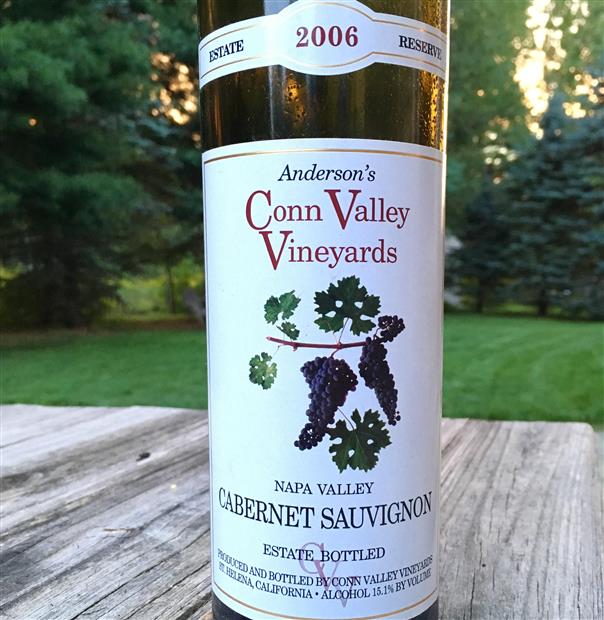 ESTATE 2006 RESERVE
Anderson's
Conn Valley
Vineyards
NAPA VALLEY
CABERNET SAUVIGNON
ESTATE BOTTLED
CV
PRODUCED AND BOTTLED BY CONN VALLEY VINEYARDS
ST. HELENA, CALIFORNIA • ALCOHOL 15.1% BY VOLUME